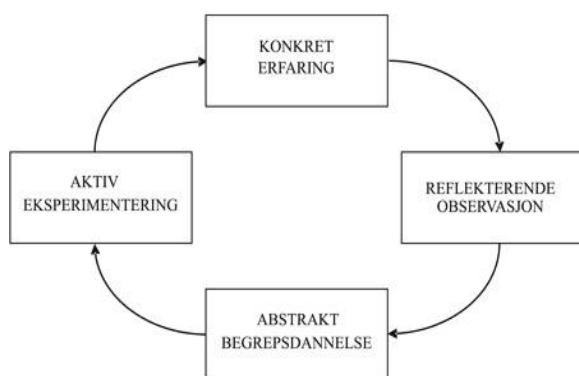 KONKRET
ERFARING
AKTIV
EKSPERIMENTERING
REFLEKTERENDE
OBSERVASJON
ABSTRAKT
BEGREPSDANNELSE